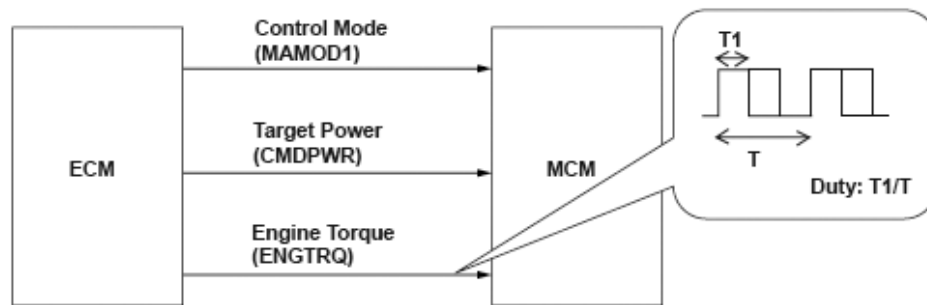 Control Mode
(MAMOD1)
Target Power
(CMDPWR)
Engine Torque
(ENGTRQ)
ECM
MCM
T1
T
Duty: T1/T